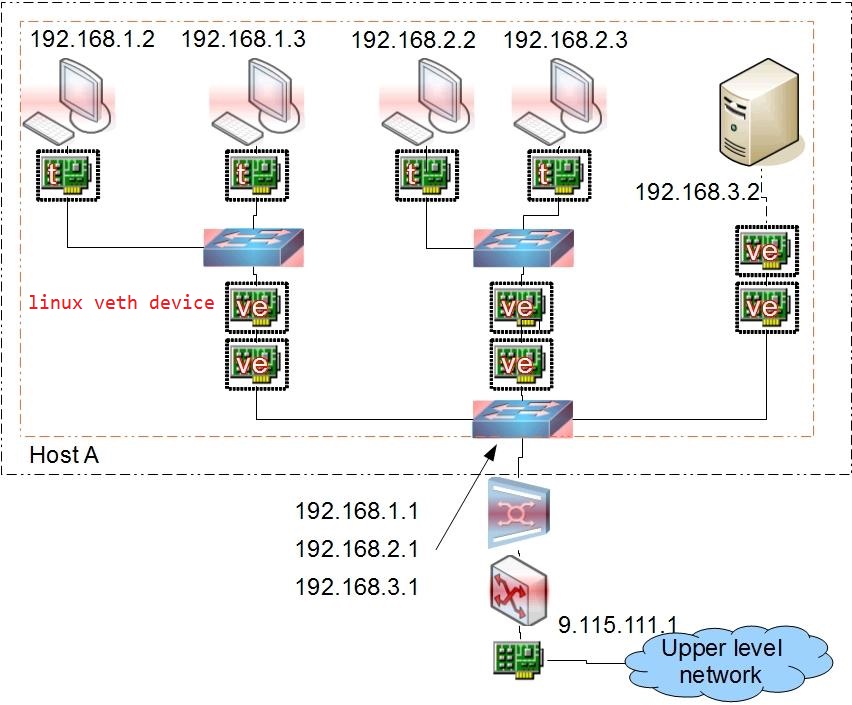 192.168.1.2
192.168.1.3
192.168.2.2
192.168.2.3
t
t
t
t
192.168.3.2
ve
linux veth device
ve
ve
ve
ve
ve
Host A
192.168.1.1
192.168.2.1
192.168.3.1
9.115.111.1
Upper level
network